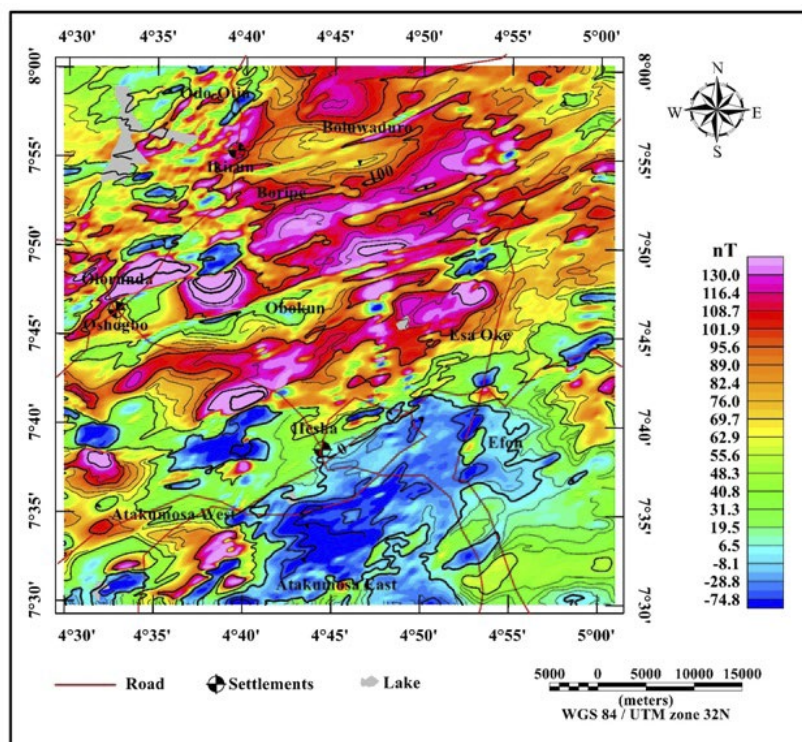 4°30' 4°35' 4°40' 4°45' 4°50' 4°55' 5°00'
8°00' 8°00'
N
W E
S
Odo Otin
Boluwaduro
7°55' 7°55'
Ikirun
100
Boripe
7°50' 7°50'
nT
Olorunda
130.0
116.4
Obokun
108.7
Oshogbo
101.9
7°45' 7°45'
Esa Oke
95.6
89.0
82.4
76.0
7°40' 7°40'
69.7
Ilesha
62.9
0
Efon
55.6
48.3
40.8
7°35' 7°35'
Atakumosa West
31.3
19.5
6.5
-8.1
-28.8
Atakumosa East
-74.8
7°30' 7°30'
4°30' 4°35' 4°40' 4°45' 4°50' 4°55' 5°00'
Road Settlements Lake
5000 0 5000 10000 15000
(meters)
WGS 84 / UTM zone 32N